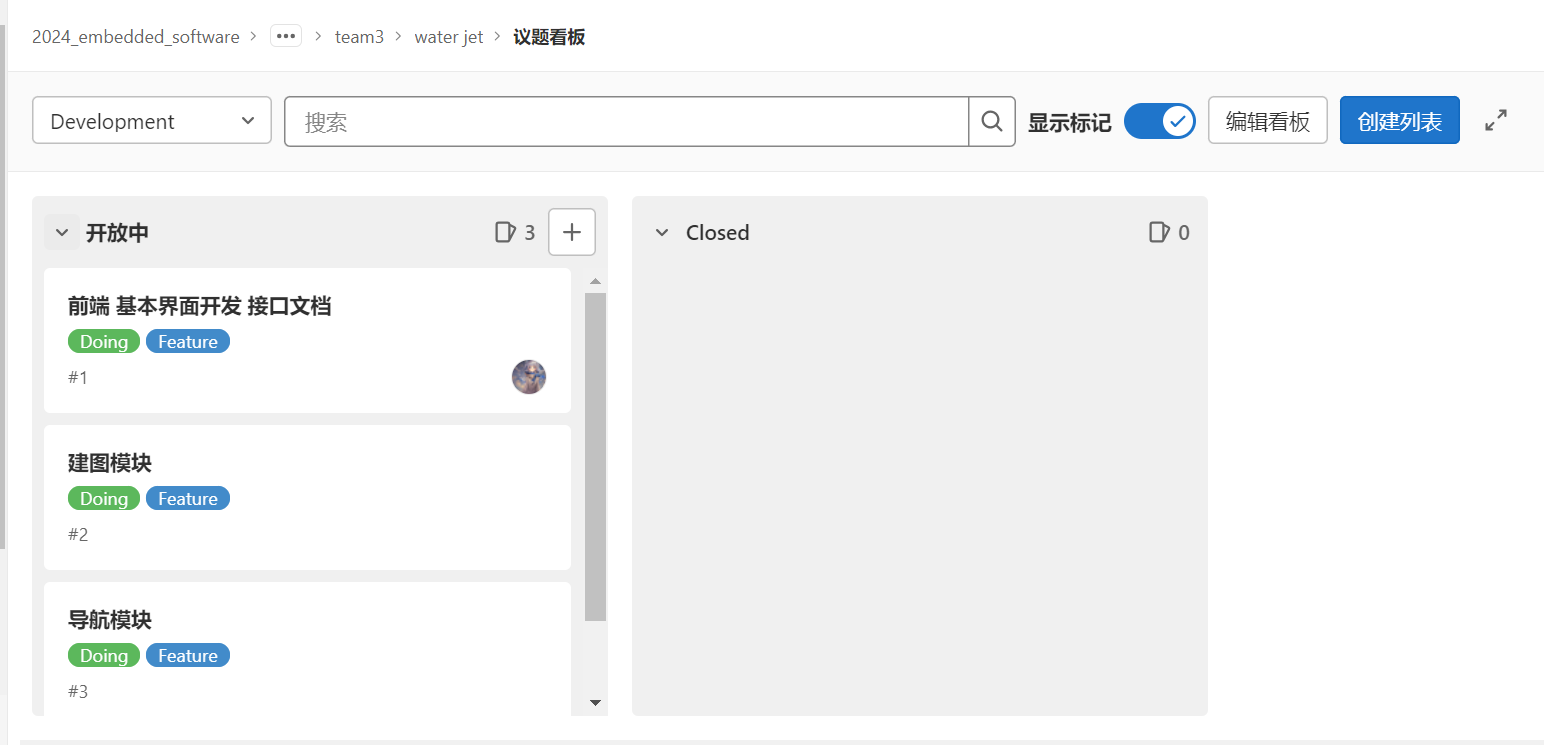 2024_embedded_software > ••• > team3 > water jet > 议题看板
Development
搜索
显示标记
编辑看板
创建列表
开放中
3
前端 基本界面开发 接口文档
Doing Feature
#1
建图模块
Doing Feature
#2
导航模块
Doing Feature
#3
Closed
0